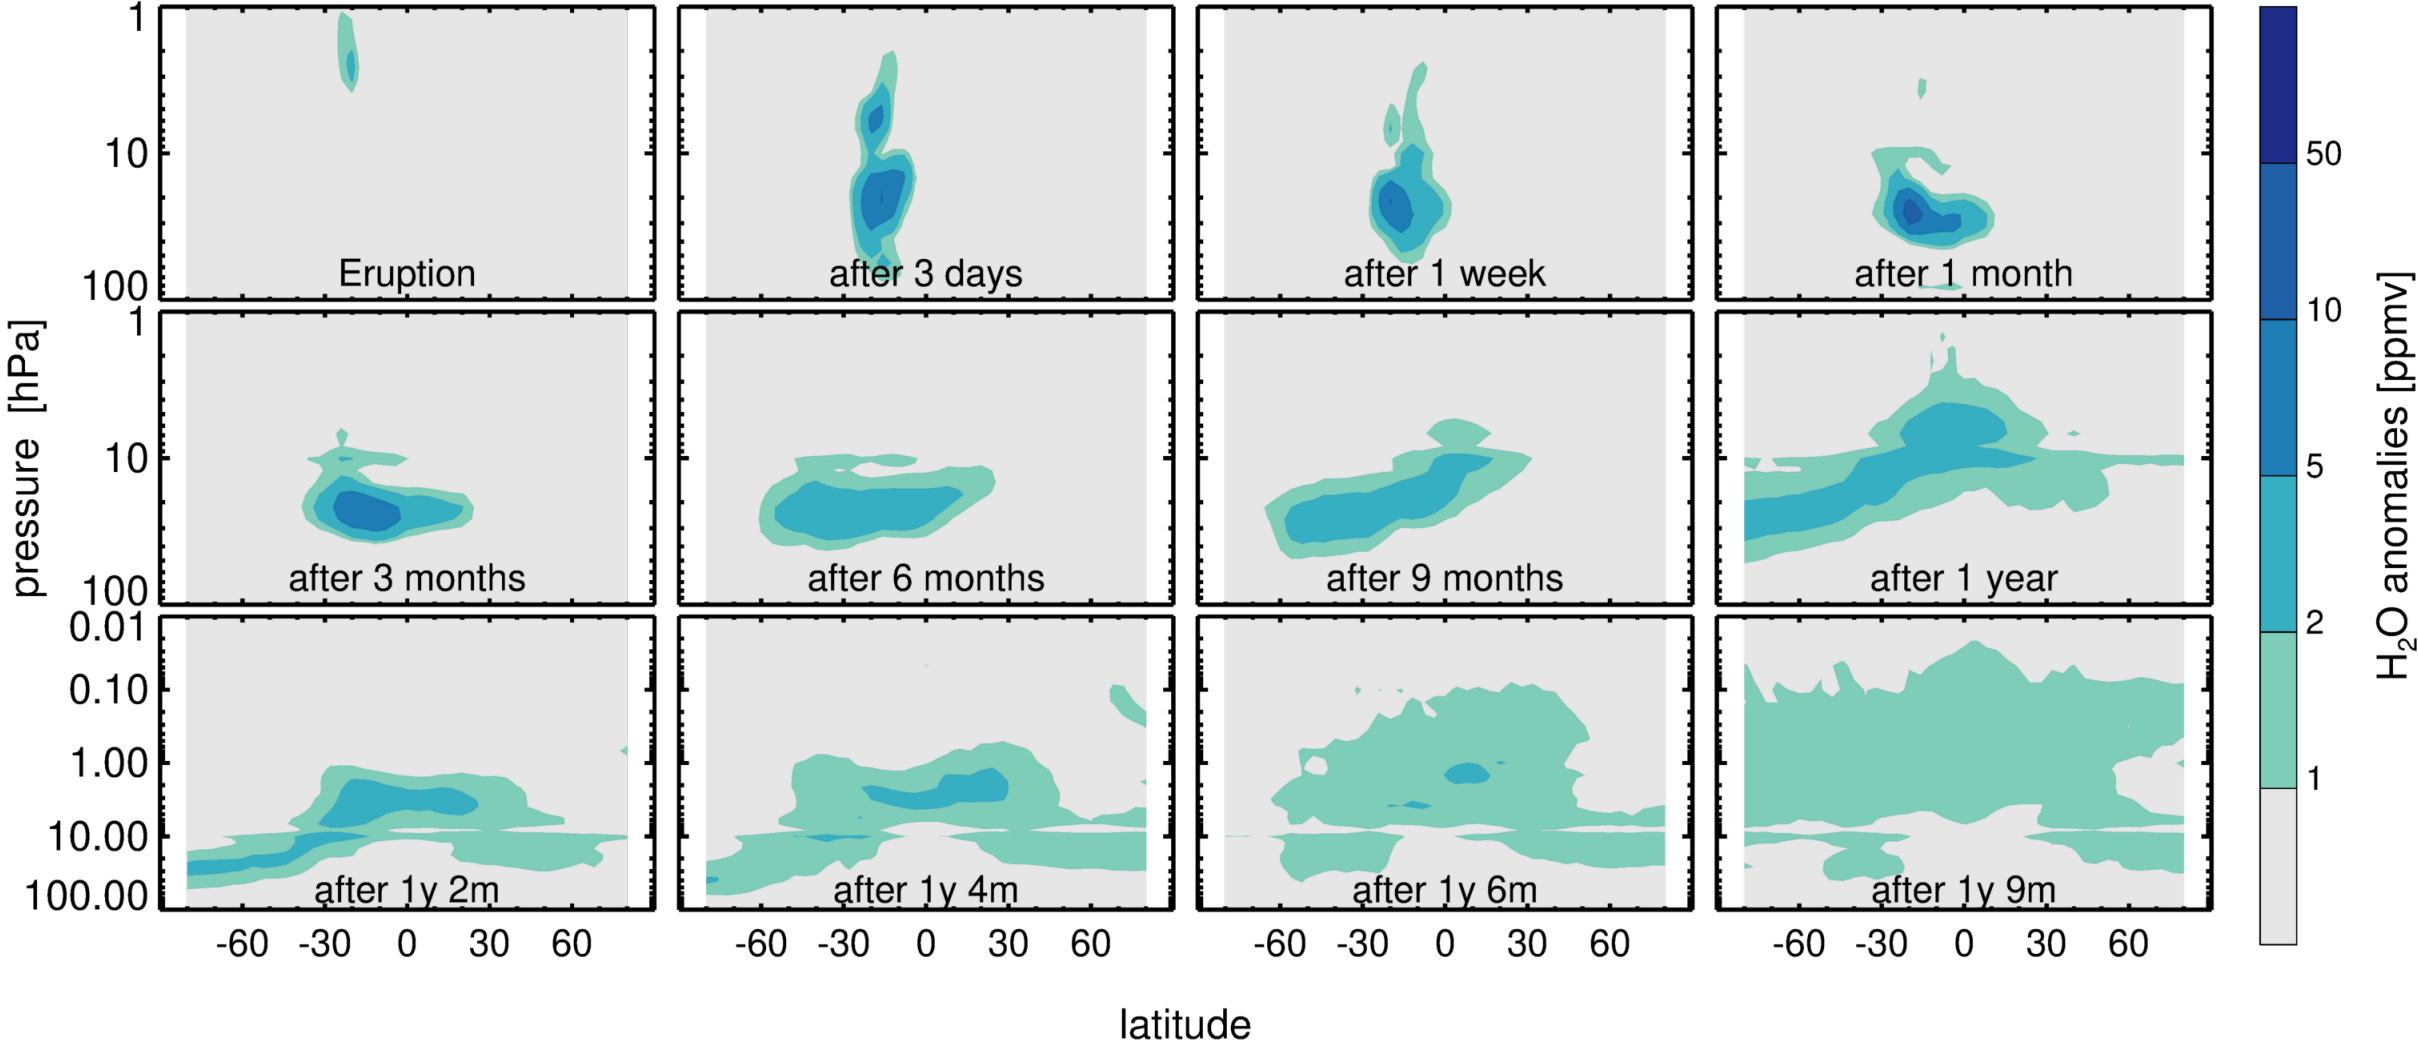 1
10
100
Eruption
after 3 days
after 1 week
after 1 month
50
10
5
2
1
H₂O anomalies [ppmv]
pressure [hPa]
1
10
100
after 3 months
after 6 months
after 9 months
after 1 year
0.01
0.10
1.00
10.00
100.00
after 1y 2m
after 1y 4m
after 1y 6m
after 1y 9m
-60 -30 0 30 60
-60 -30 0 30 60
-60 -30 0 30 60
-60 -30 0 30 60
latitude